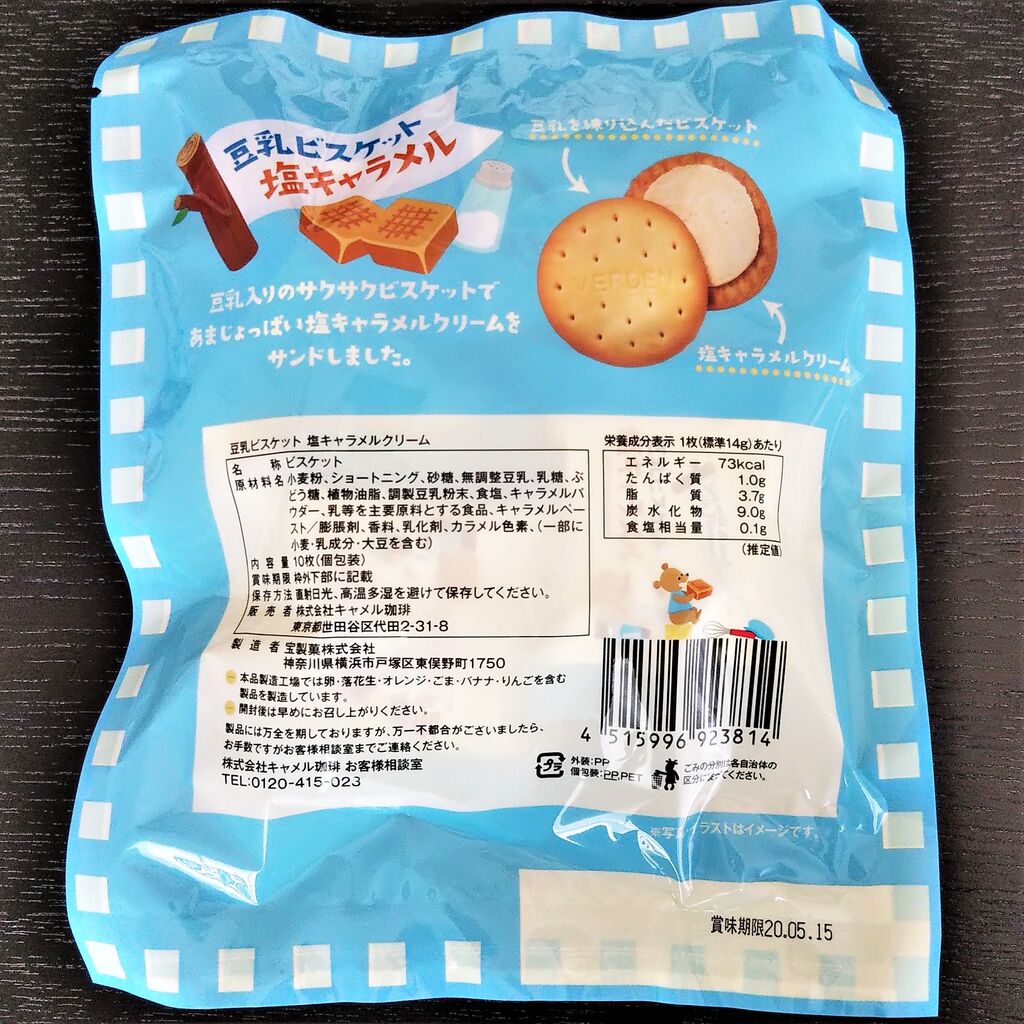 豆乳ビスケット
塩キャラメル
豆乳を練り込んだビスケット
VERDEN
塩キャラメルクリーム
豆乳入りのサクサクビスケットで
あまじょっぱい塩キャラメルクリームを
サンドしました。
豆乳ビスケット 塩キャラメルクリーム
名称 ビスケット
原材料名 小麦粉、ショートニング、砂糖、無調整豆乳、乳糖、ぶ
どう糖、植物油脂、調製豆乳粉末、食塩、キャラメルパ
ウダー、乳等を主要原料とする食品、キャラメルペー
スト/膨脹剤、香料、乳化剤、カラメル色素、(一部に
小麦・乳成分・大豆を含む)
内容量 10枚(個包装)
賞味期限 枠外下部に記載
保存方法 直射日光、高温多湿を避けて保存してください。
販売者 株式会社キャメル珈琲
東京都世田谷区代田2-31-8
製造者 宝製菓株式会社
神奈川県横浜市戸塚区東俣野町1750
本品製造工場では卵・落花生・オレンジ・ごま・バナナ・りんごを含む
製品を製造しています。
開封後は早めにお召し上がりください。
製品には万全を期しておりますが、万一不都合がございましたら、
お手数ですがお客様相談室までご連絡ください。
株式会社キャメル珈琲 お客様相談室
TEL:0120-415-023
栄養成分表示 1枚(標準14g)あたり
エネルギー 73kcal
たんぱく質 1.0g
脂質 3.7g
炭水化物 9.0g
食塩相当量 0.1g
(推定値)
4 515996 923814
プラ
外装:PP
個包装:PP,PET
ごみの分別は各自治体の
区分に従ってください。
※写真・イラストはイメージです。
賞味期限20.05.15